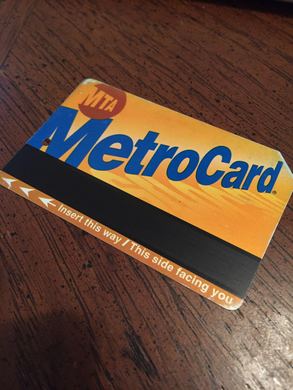 MTA
MetroCard®
Insert this way / This side facing you